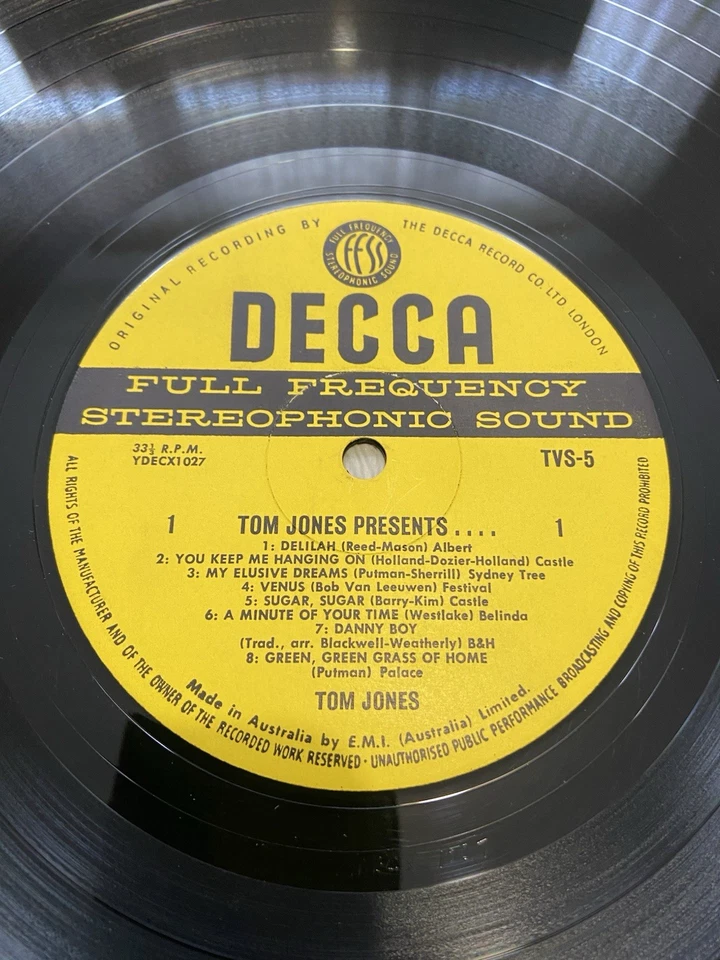 ORIGINAL RECORDING BY THE DECCA RECORD CO. LTD LONDON
FULL FREQUENCY
FFSS
STEREOPHONIC SOUND
DECCA
FULL FREQUENCY
STEREOPHONIC SOUND
33⅓ R.P.M.
YDECX1027
TVS-5
1 TOM JONES PRESENTS .... 1
1: DELILAH (Reed-Mason) Albert
2: YOU KEEP ME HANGING ON (Holland-Dozier-Holland) Castle
3: MY ELUSIVE DREAMS (Putman-Sherrill) Sydney Tree
4: VENUS (Bob Van Leeuwen) Festival
5: SUGAR, SUGAR (Barry-Kim) Castle
6: A MINUTE OF YOUR TIME (Westlake) Belinda
7: DANNY BOY
(Trad., arr. Blackwell-Weatherly) B&H
8: GREEN, GREEN GRASS OF HOME
(Putman) Palace
TOM JONES
Made in Australia by E.M.I. (Australia) Limited.
ALL RIGHTS OF THE MANUFACTURER AND OF THE OWNER OF THE RECORDED WORK RESERVED · UNAUTHORISED PUBLIC PERFORMANCE BROADCASTING AND COPYING OF THIS RECORD PROHIBITED